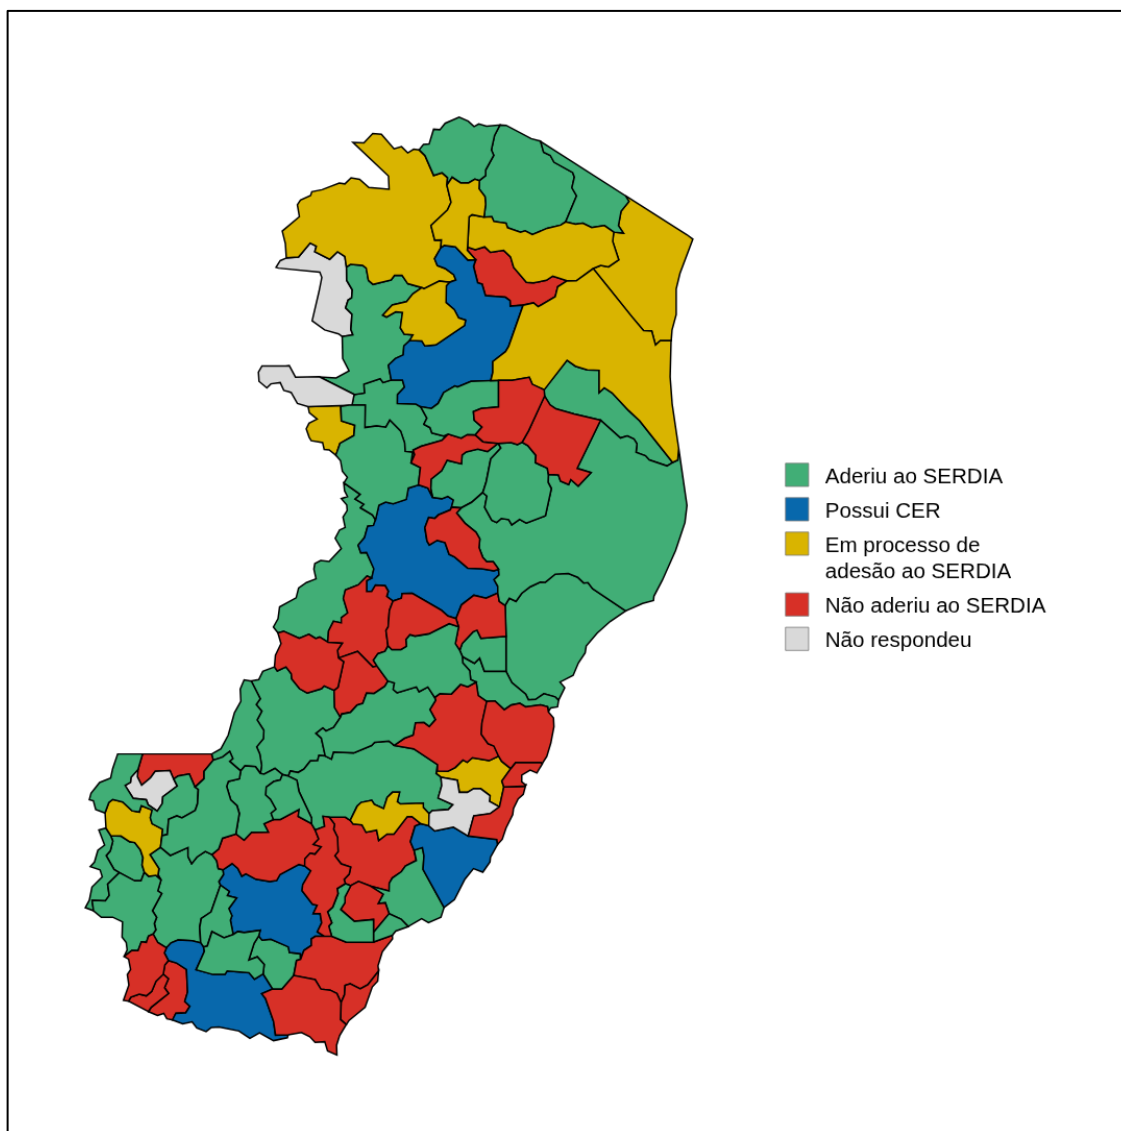 Aderiu ao SERDIA
Possui CER
Em processo de
adesão ao SERDIA
Não aderiu ao SERDIA
Não respondeu